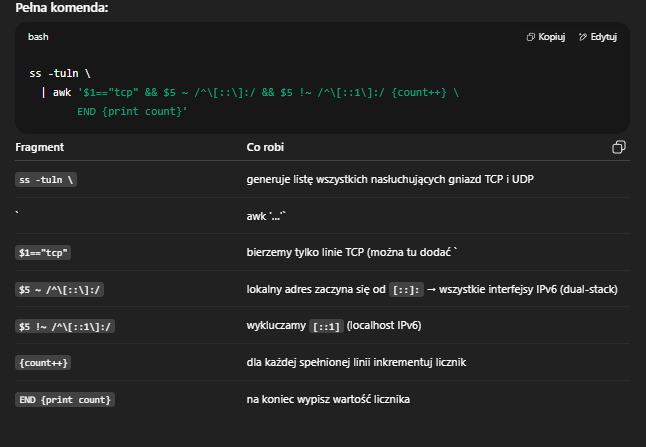 Pełna komenda:
bash Kopiuj Edytuj
ss -tuln \
| awk '$1=="tcp" && $5 ~ /^\[::\]:/ && $5 !~ /^\[::1\]:/ {count++} \
END {print count}'
Fragment Co robi
ss -tuln \ generuje listę wszystkich nasłuchujących gniazd TCP i UDP
` awk '...'`
$1=="tcp" bierzemy tylko linie TCP (można tu dodać `
$5 ~ /^\[::\]:/ lokalny adres zaczyna się od [::]: → wszystkie interfejsy IPv6 (dual-stack)
$5 !~ /^\[::1\]:/ wykluczamy [::1] (localhost IPv6)
{count++} dla każdej spełnionej linii inkrementuj licznik
END {print count} na koniec wypisz wartość licznika